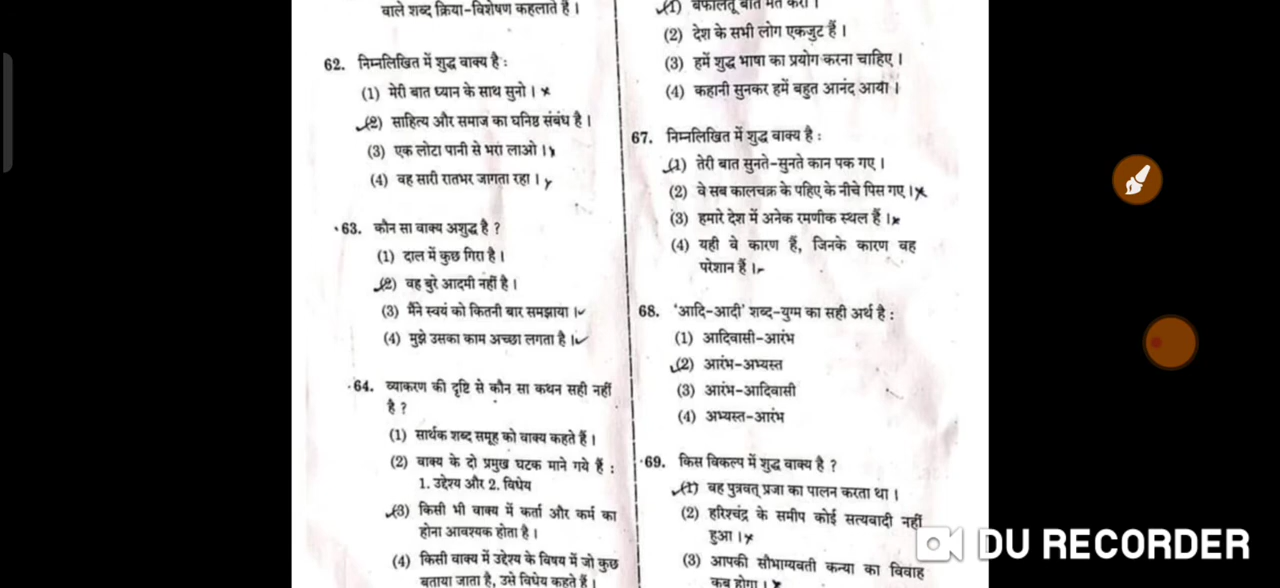 वाले शब्द क्रिया-विशेषण कहलाते हैं।
62. निम्नलिखित में शुद्ध वाक्य है :
(1) मेरी बात ध्यान के साथ सुनो।
(2) साहित्य और समाज का घनिष्ठ संबंध है।
(3) एक लोटा पानी से भरा लाओ।
(4) वह सारी रातभर जागता रहा।
63. कौन सा वाक्य अशुद्ध है ?
(1) दाल में कुछ गिरा है।
(2) वह बुरे आदमी नहीं है।
(3) मैंने स्वयं को कितनी बार समझाया।
(4) मुझे उसका काम अच्छा लगता है।
64. व्याकरण की दृष्टि से कौन सा कथन सही नहीं
है ?
(1) सार्थक शब्द समूह को वाक्य कहते हैं।
(2) वाक्य के दो प्रमुख घटक माने गये हैं :
1. उद्देश्य और 2. विधेय
(3) किसी भी वाक्य में कर्ता और कर्म का
होना आवश्यक होता है।
(4) किसी वाक्य में उद्देश्य के विषय में जो कुछ
बताया जाता है, उसे विधेय कहते हैं।
(1) बेफालतू बात मत करो।
(2) देश के सभी लोग एकजुट हैं।
(3) हमें शुद्ध भाषा का प्रयोग करना चाहिए।
(4) कहानी सुनकर हमें बहुत आनंद आया।
67. निम्नलिखित में शुद्ध वाक्य है :
(1) तेरी बात सुनते-सुनते कान पक गए।
(2) वे सब कालचक्र के पहिए के नीचे पिस गए।
(3) हमारे देश में अनेक रमणीक स्थल हैं।
(4) यही वे कारण हैं, जिनके कारण वह
परेशान हैं।
68. 'आदि-आदी' शब्द-युग्म का सही अर्थ है :
(1) आदिवासी-आरंभ
(2) आरंभ-अभ्यस्त
(3) आरंभ-आदिवासी
(4) अभ्यस्त-आरंभ
69. किस विकल्प में शुद्ध वाक्य है ?
(1) वह पुत्रवत् प्रजा का पालन करता था।
(2) हरिश्चंद्र के समीप कोई सत्यवादी नहीं
हुआ।
(3) आपकी सौभाग्यवती कन्या का विवाह
कब होगा।
DU RECORDER